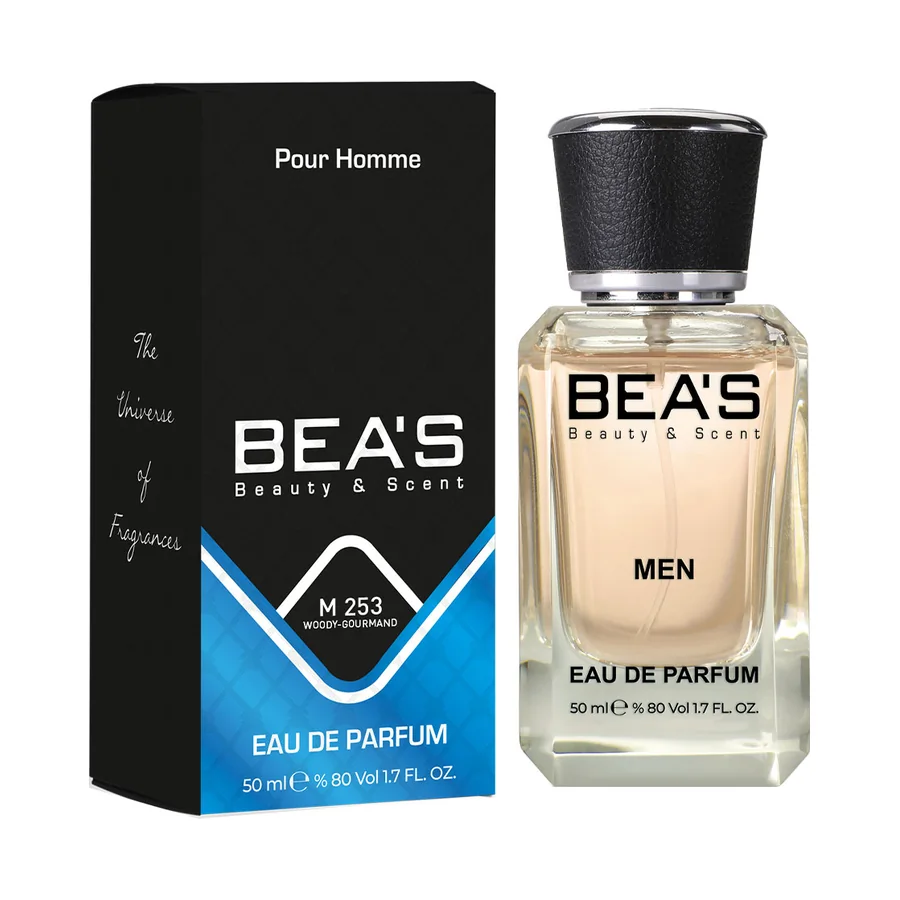 Pour Homme
The
Universe
of
Fragrances
BEA'S
Beauty & Scent
M 253
WOODY-GOURMAND
EAU DE PARFUM
50 ml ℮ % 80 Vol 1.7 FL. OZ.
BEA'S
Beauty & Scent
MEN
EAU DE PARFUM
50 ml ℮ % 80 Vol 1.7 FL. OZ.